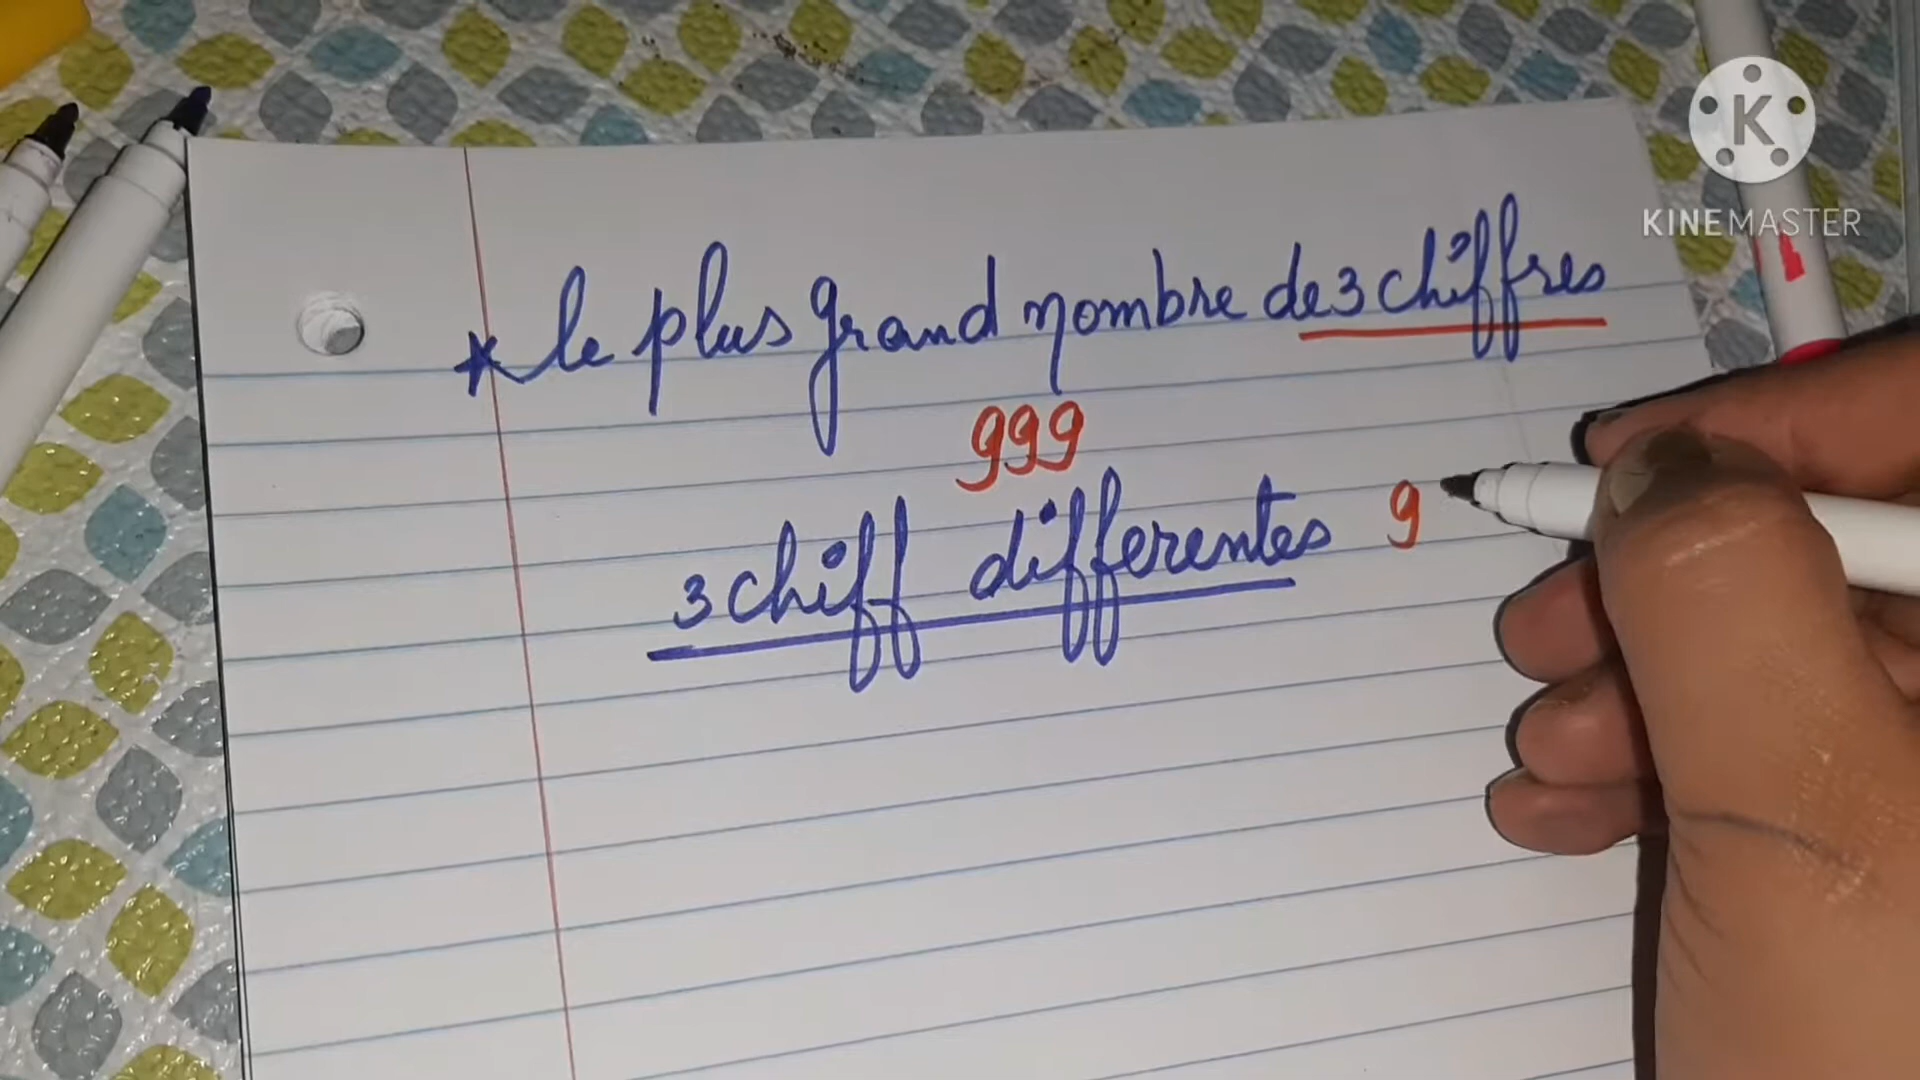 * le plus grand nombre de 3 chiffres
999
3 chiff differentes 9
K
KINEMASTER